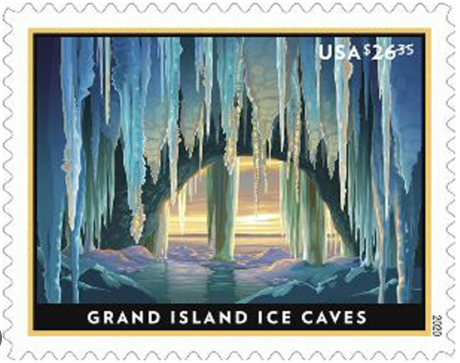 USA $26.35
GRAND ISLAND ICE CAVES
2020